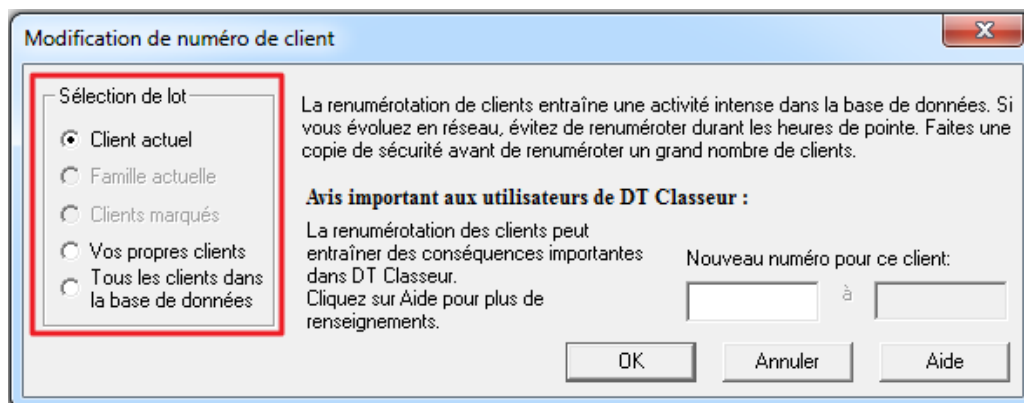 Modification de numéro de client
Sélection de lot
Client actuel
Famille actuelle
Clients marqués
Vos propres clients
Tous les clients dans
la base de données
La renumérotation de clients entraîne une activité intense dans la base de données. Si
vous évoluez en réseau, évitez de renuméroter durant les heures de pointe. Faites une
copie de sécurité avant de renuméroter un grand nombre de clients.
Avis important aux utilisateurs de DT Classeur :
La renumérotation des clients peut
entraîner des conséquences importantes
dans DT Classeur.
Cliquez sur Aide pour plus de
renseignements.
Nouveau numéro pour ce client:
à
OK
Annuler
Aide